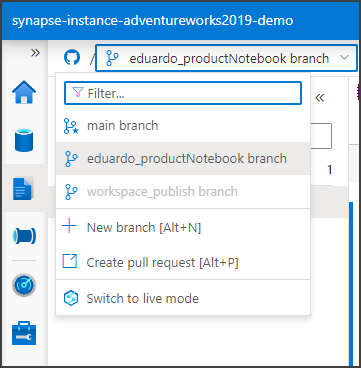 synapse-instance-adventureworks2019-demo
»
/ eduardo_productNotebook branch
Filter...
«
main branch
eduardo_productNotebook branch
1
workspace_publish branch
New branch [Alt+N]
Create pull request [Alt+P]
Switch to live mode